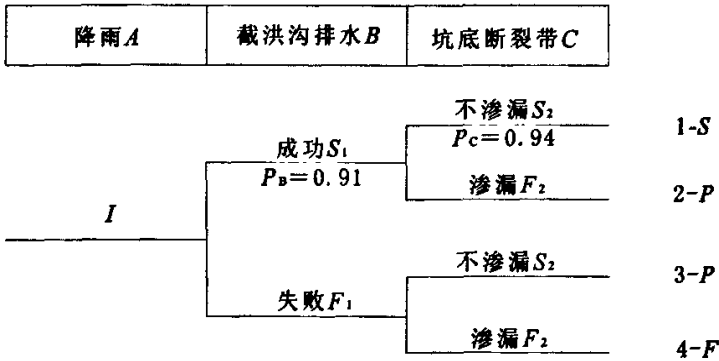 降雨A 截洪沟排水B 坑底断裂带C
不渗漏S₂
1-S
成功S₁
P_C=0.94
P_B=0.91
渗漏F₂
2-P
I
不渗漏S₂
3-P
失败F₁
渗漏F₂
4-F